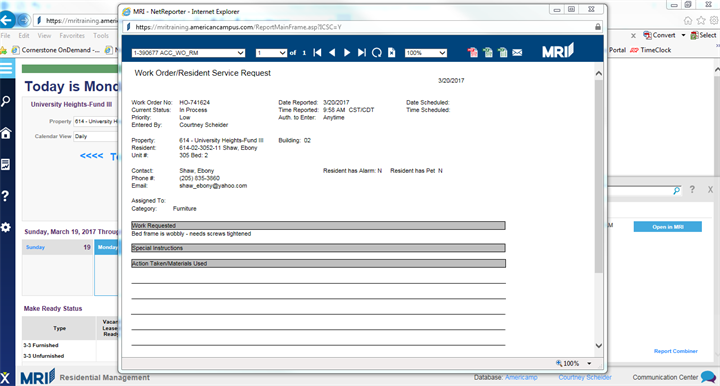 MRI - NetReporter - Internet Explorer
https://mritraining.americancampus.com/ReportMainFrame.asp?ICSC=Y
https://mritraining.ame
File Edit View Favorites Tools
Convert Select
Cornerstone OnDemand
Portal TimeClock
1-390677 ACC_WO_RM 1 of 1 100% MRI
Today is Mond
Work Order/Resident Service Request
3/20/2017
University Heights-Fund III
Property 614 - University H
Calendar View Daily
<<<< T
Work Order No: HO-741624 Date Reported: 3/20/2017 Date Scheduled:
Current Status: In Process Time Reported: 9:56 AM CST/CDT Time Scheduled:
Priority: Low Auth. to Enter: Anytime
Entered By: Courtney Scheider
Property: 614 - University Heights-Fund III Building: 02
Resident: 614-02-3052-11 Shaw, Ebony
Unit #: 305 Bed: 2
Contact: Shaw, Ebony Resident has Alarm: N Resident has Pet N
Phone #: (205) 835-3660
Email: shaw_ebony@yahoo.com
Assigned To:
Category: Furniture
Work Requested
Bed frame is wobbly - needs screws tightened
Special Instructions
Action Taken/Materials Used
M Open in MRI
Sunday, March 19, 2017 Throug
Sunday 19 Monday
Make Ready Status
Type Vacan
Lease
Ready
3-3 Furnished
3-3 Unfurnished
Report Combiner
100%
MRI Residential Management Database: Americamp Courtney Scheider Communication Center